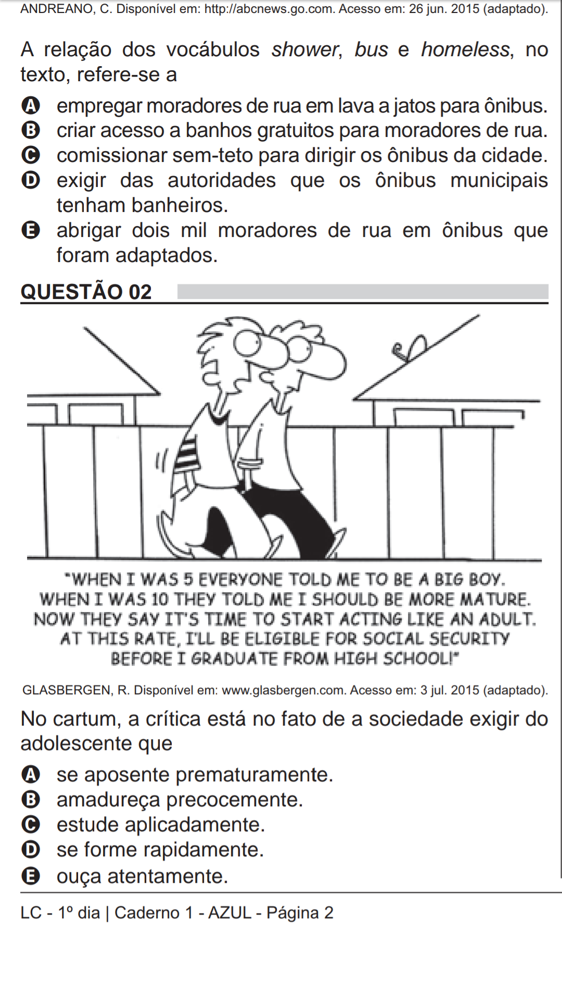 ANDREANO, C. Disponível em: http://abcnews.go.com. Acesso em: 26 jun. 2015 (adaptado).
A relação dos vocábulos shower, bus e homeless, no
texto, refere-se a
A empregar moradores de rua em lava a jatos para ônibus.
B criar acesso a banhos gratuitos para moradores de rua.
C comissionar sem-teto para dirigir os ônibus da cidade.
D exigir das autoridades que os ônibus municipais
tenham banheiros.
E abrigar dois mil moradores de rua em ônibus que
foram adaptados.
QUESTÃO 02
"WHEN I WAS 5 EVERYONE TOLD ME TO BE A BIG BOY.
WHEN I WAS 10 THEY TOLD ME I SHOULD BE MORE MATURE.
NOW THEY SAY IT'S TIME TO START ACTING LIKE AN ADULT.
AT THIS RATE, I'LL BE ELIGIBLE FOR SOCIAL SECURITY
BEFORE I GRADUATE FROM HIGH SCHOOL!"
GLASBERGEN, R. Disponível em: www.glasbergen.com. Acesso em: 3 jul. 2015 (adaptado).
No cartum, a crítica está no fato de a sociedade exigir do
adolescente que
A se aposente prematuramente.
B amadureça precocemente.
C estude aplicadamente.
D se forme rapidamente.
E ouça atentamente.
LC - 1º dia | Caderno 1 - AZUL - Página 2